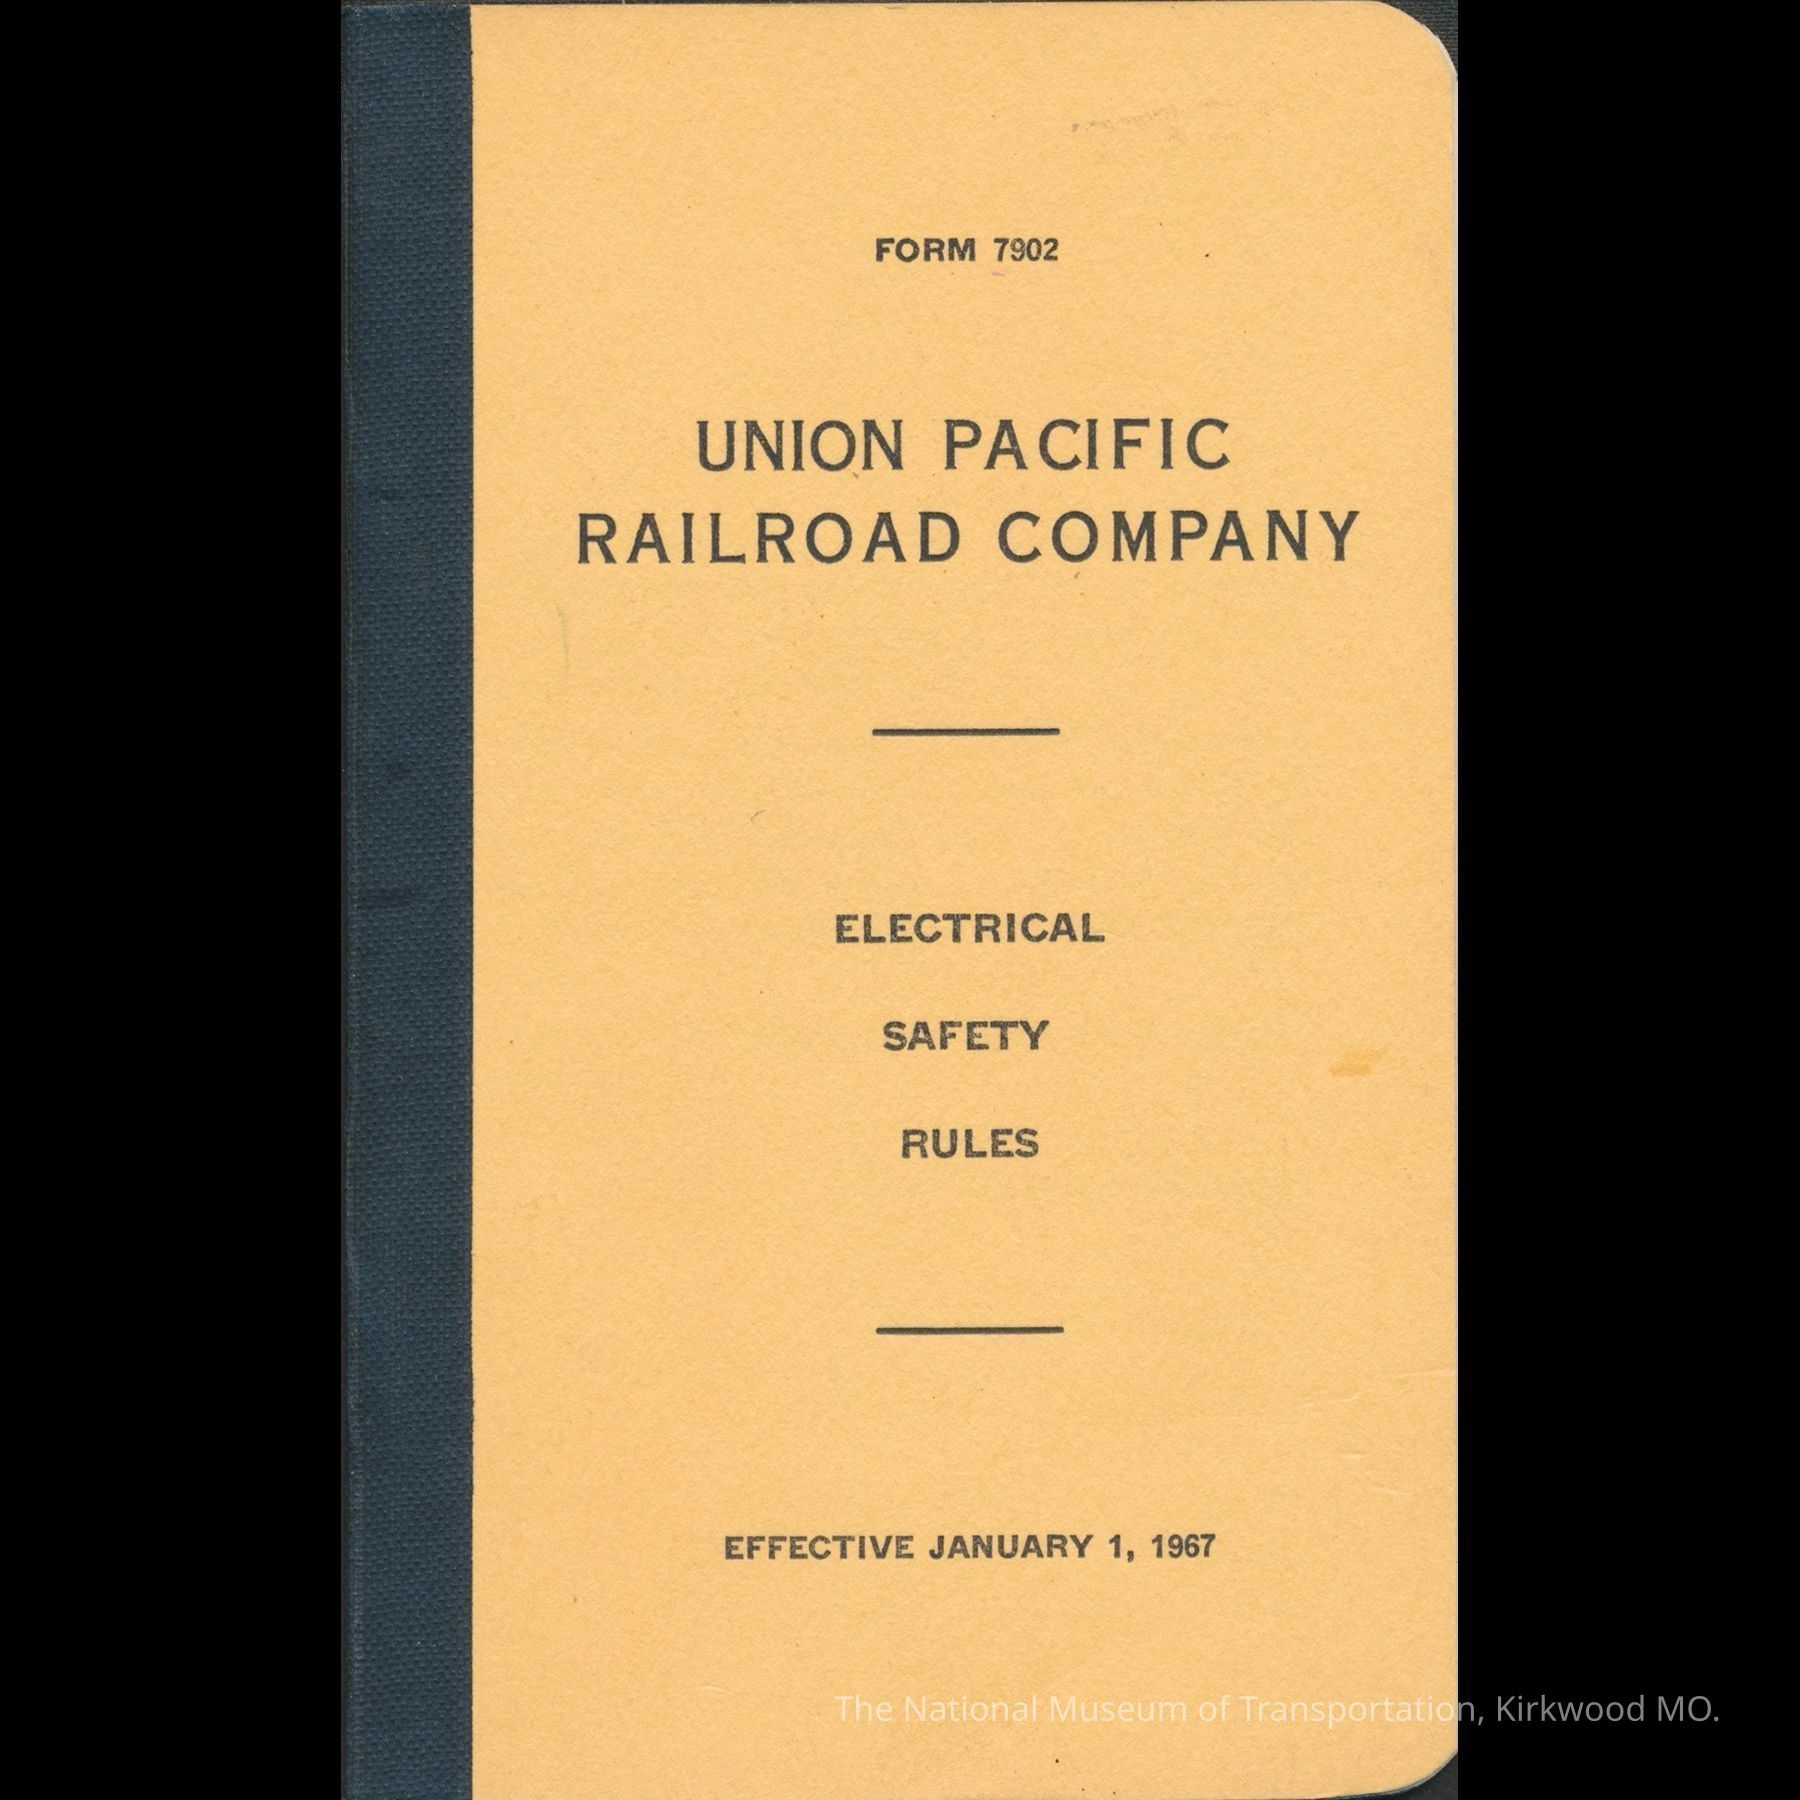 FORM 7902
UNION PACIFIC
RAILROAD COMPANY
ELECTRICAL
SAFETY
RULES
EFFECTIVE JANUARY 1, 1967
The National Museum of Transportation, Kirkwood MO.